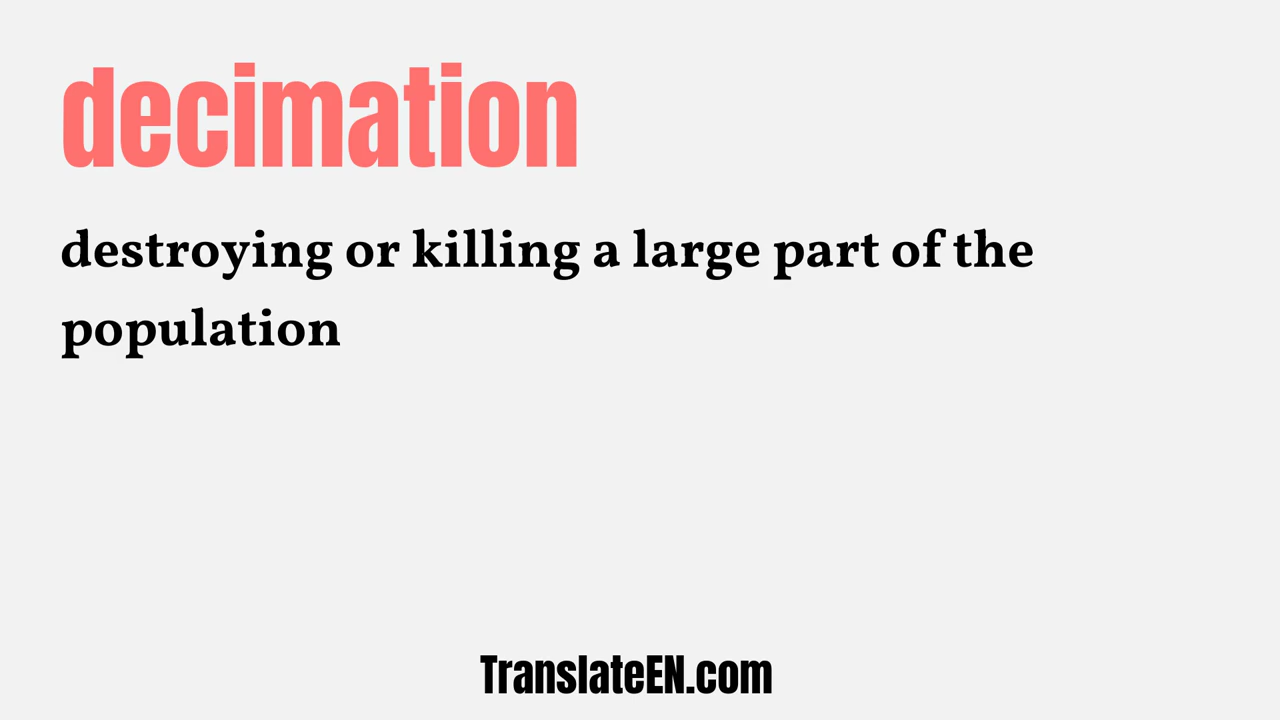 decimation
destroying or killing a large part of the
population
TranslateEN.com